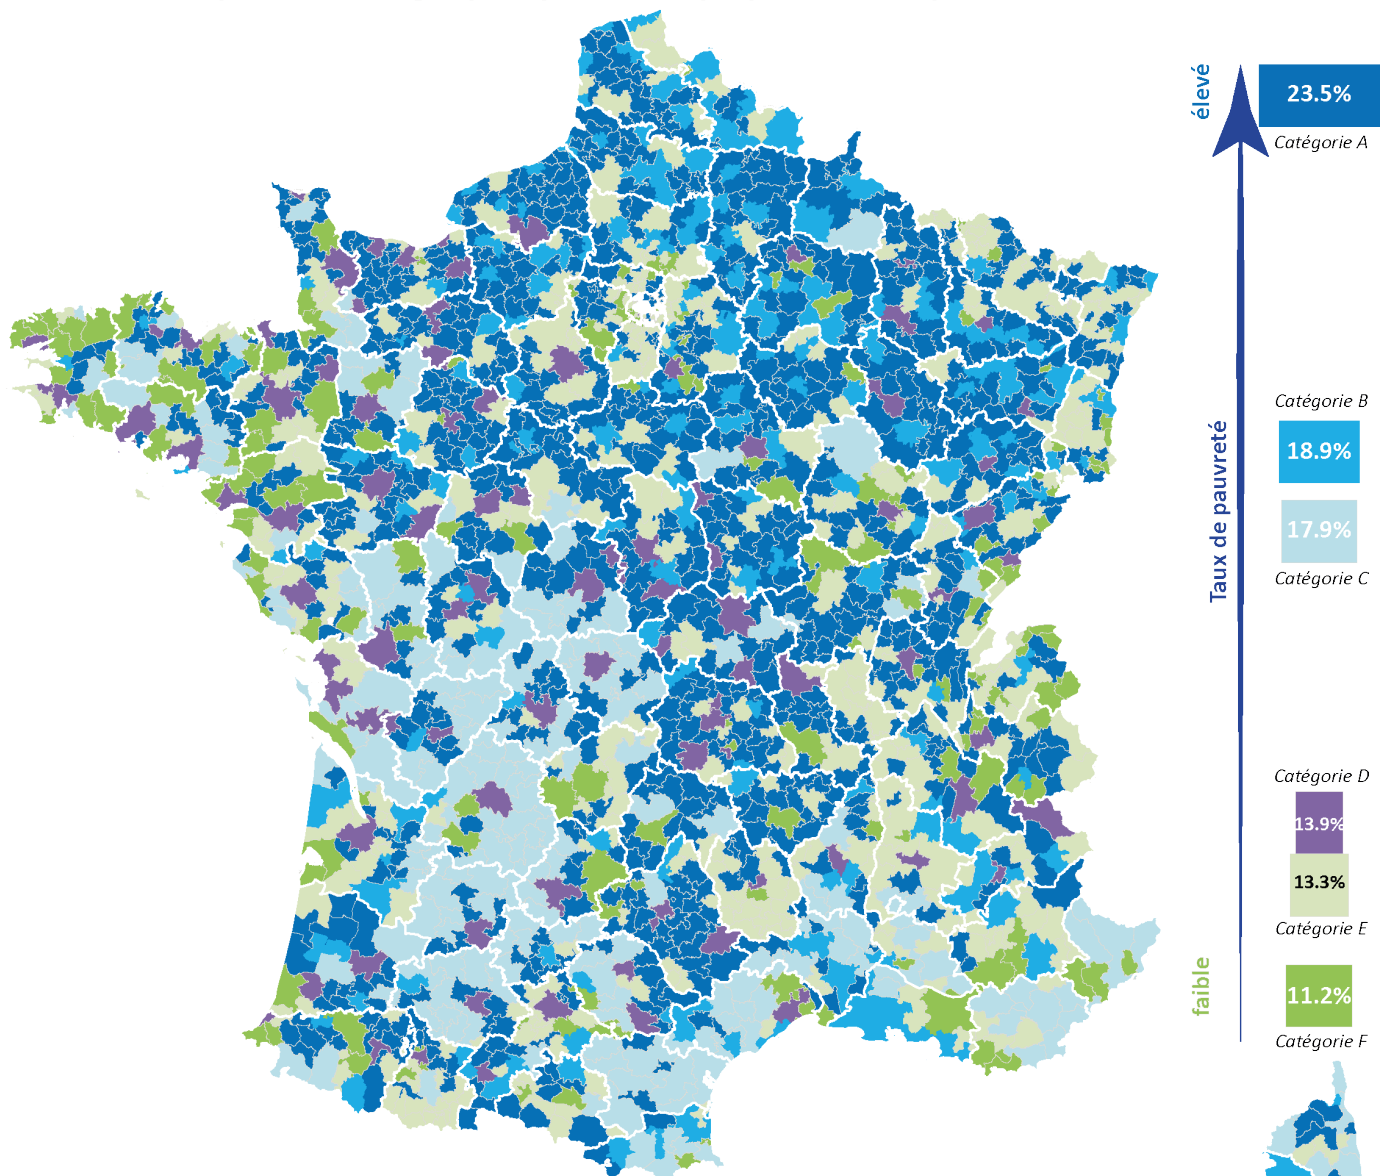 élevé
23.5%
Catégorie A
Catégorie B
18.9%
17.9%
Catégorie C
Taux de pauvreté
Catégorie D
13.9%
13.3%
Catégorie E
faible
11.2%
Catégorie F